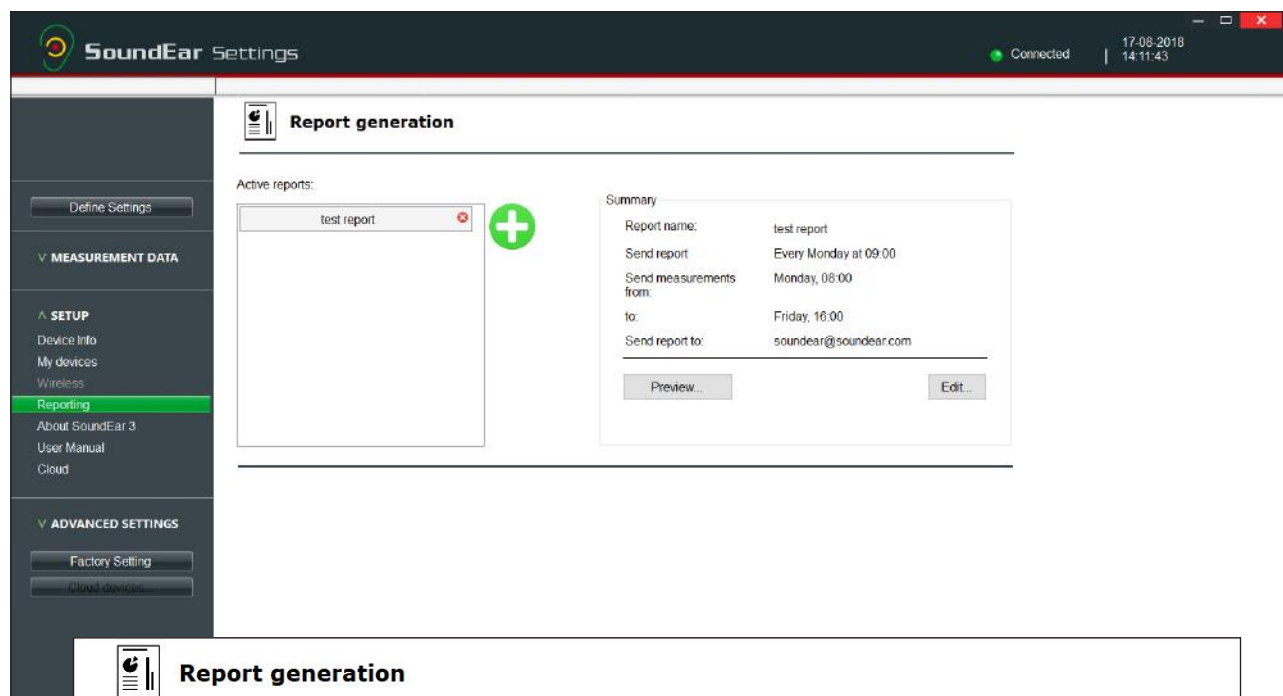 SoundEar Settings
Connected
|
17-08-2018
14:11:43
Report generation
Define Settings
V MEASUREMENT DATA
Λ SETUP
Device Info
My devices
Wireless
Reporting
About SoundEar 3
User Manual
Cloud
V ADVANCED SETTINGS
Factory Setting
Cloud devices...
Active reports:
test report
Summary
Report name: test report
Send report Every Monday at 09:00
Send measurements Monday, 08:00
from:
to: Friday, 16:00
Send report to: soundear@soundear.com
Preview...
Edit...
Report generation